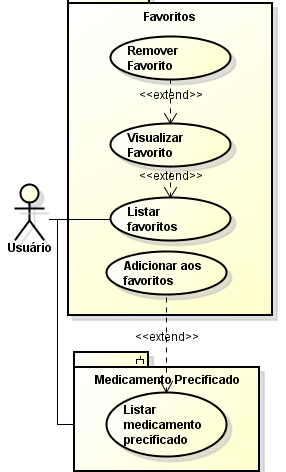 Favoritos
Remover
Favorito
<<extend>>
Visualizar
Favorito
<<extend>>
Listar
favoritos
Usuário
Adicionar aos
favoritos
<<extend>>
Medicamento Precificado
Listar
medicamento
precificado